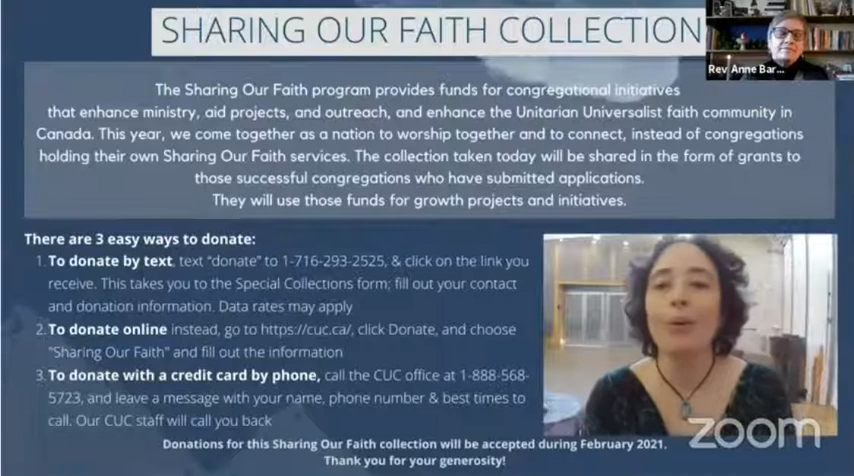 SHARING OUR FAITH COLLECTION
Rev Anne Bar...
The Sharing Our Faith program provides funds for congregational initiatives
that enhance ministry, aid projects, and outreach, and enhance the Unitarian Universalist faith community in
Canada. This year, we come together as a nation to worship together and to connect, instead of congregations
holding their own Sharing Our Faith services. The collection taken today will be shared in the form of grants to
those successful congregations who have submitted applications.
They will use those funds for growth projects and initiatives.
There are 3 easy ways to donate:
1. To donate by text, text "donate" to 1-716-293-2525, & click on the link you
receive. This takes you to the Special Collections form; fill out your contact
and donation information. Data rates may apply
2. To donate online instead, go to https://cuc.ca/, click Donate, and choose
"Sharing Our Faith" and fill out the information
3. To donate with a credit card by phone, call the CUC office at 1-888-568-
5723, and leave a message with your name, phone number & best times to
call. Our CUC staff will call you back
zoom
Donations for this Sharing Our Faith collection will be accepted during February 2021.
Thank you for your generosity!